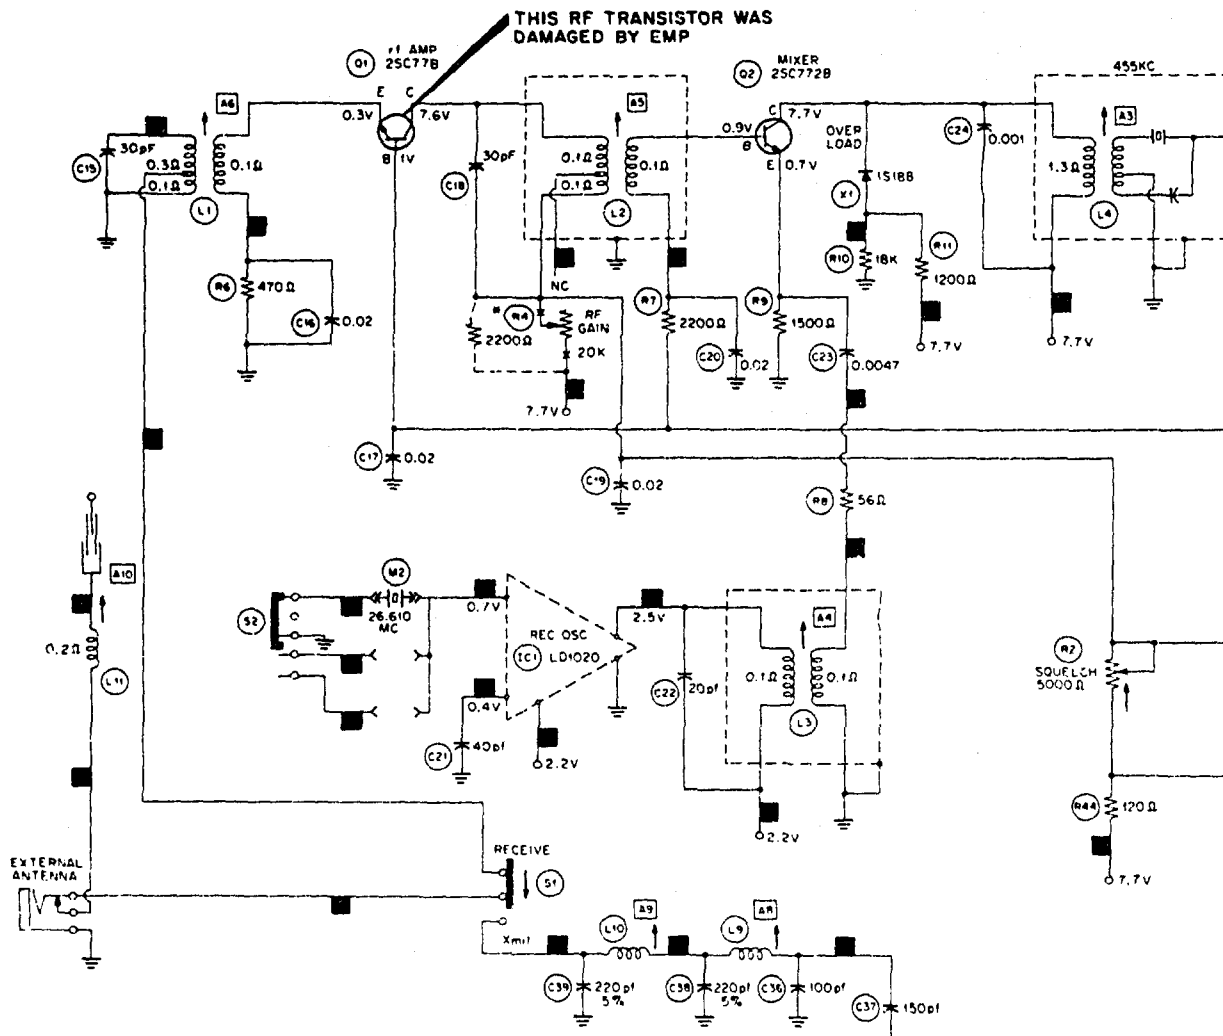 THIS RF TRANSISTOR WAS
DAMAGED BY EMP
Q1
rf AMP
2SC77B
Q2
MIXER
2SC772B
455KC
A6
E
C
0.3V
7.6V
B
1V
A5
C
7.7V
0.9V
B
E
0.7V
OVER
LOAD
C24
0.001
A3
30pF
C15
0.3Ω
0.1Ω
0.1Ω
L1
30pF
C18
0.1Ω
0.1Ω
0.1Ω
L2
1S188
X1
1.3Ω
L4
R6
470Ω
C16
0.02
NC
* R4
RF
GAIN
2200Ω
20K
7.7V
R7
2200Ω
C20
0.02
R9
1500Ω
C23
0.0047
R10
18K
R11
1200Ω
7.7V
7.7V
C17
0.02
C19
0.02
R8
56Ω
A10
0.2Ω
L11
S2
M2
26.610
MC
0.7V
REC OSC
IC1 LD1020
2.5V
0.4V
C21
40pf
2.2V
C22
20pf
A4
0.1Ω
0.1Ω
L3
2.2V
R2
SQUELCH
5000Ω
R44
120Ω
7.7V
EXTERNAL
ANTENNA
RECEIVE
S1
Xmit
L10
A9
L9
A8
C39
220pf
5%
C38
220pf
5%
C36
100pf
C37
150pf